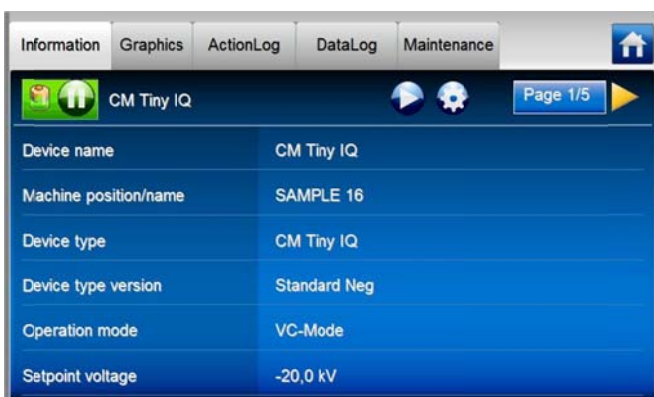 Information Graphics ActionLog DataLog Maintenance
CM Tiny IQ Page 1/5
Device name CM Tiny IQ
Machine position/name SAMPLE 16
Device type CM Tiny IQ
Device type version Standard Neg
Operation mode VC-Mode
Setpoint voltage -20,0 kV